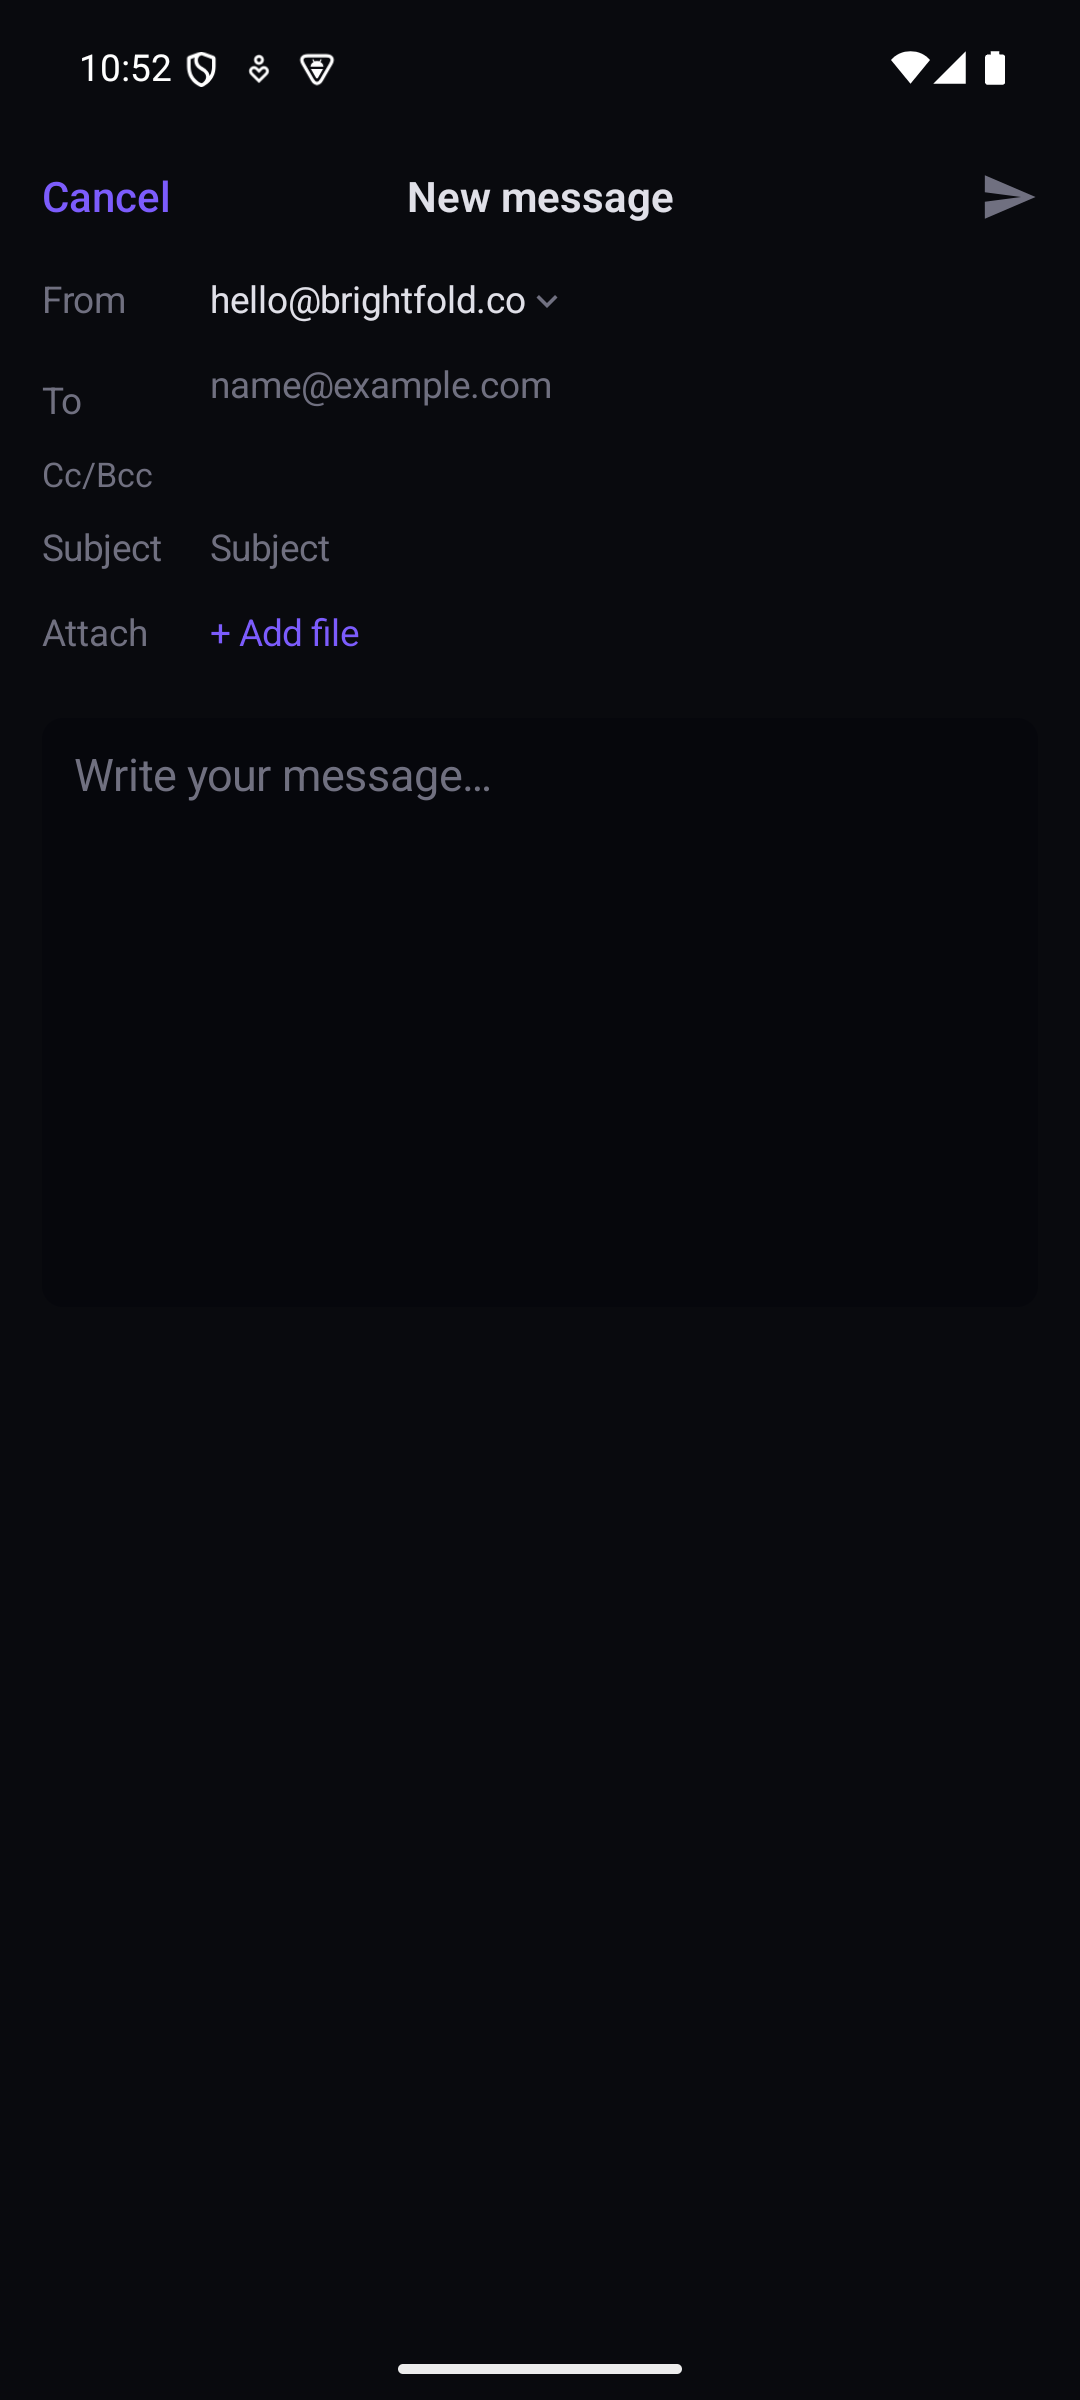 10:52
Cancel New message
From hello@brightfold.co
To name@example.com
Cc/Bcc
Subject Subject
Attach + Add file
Write your message…